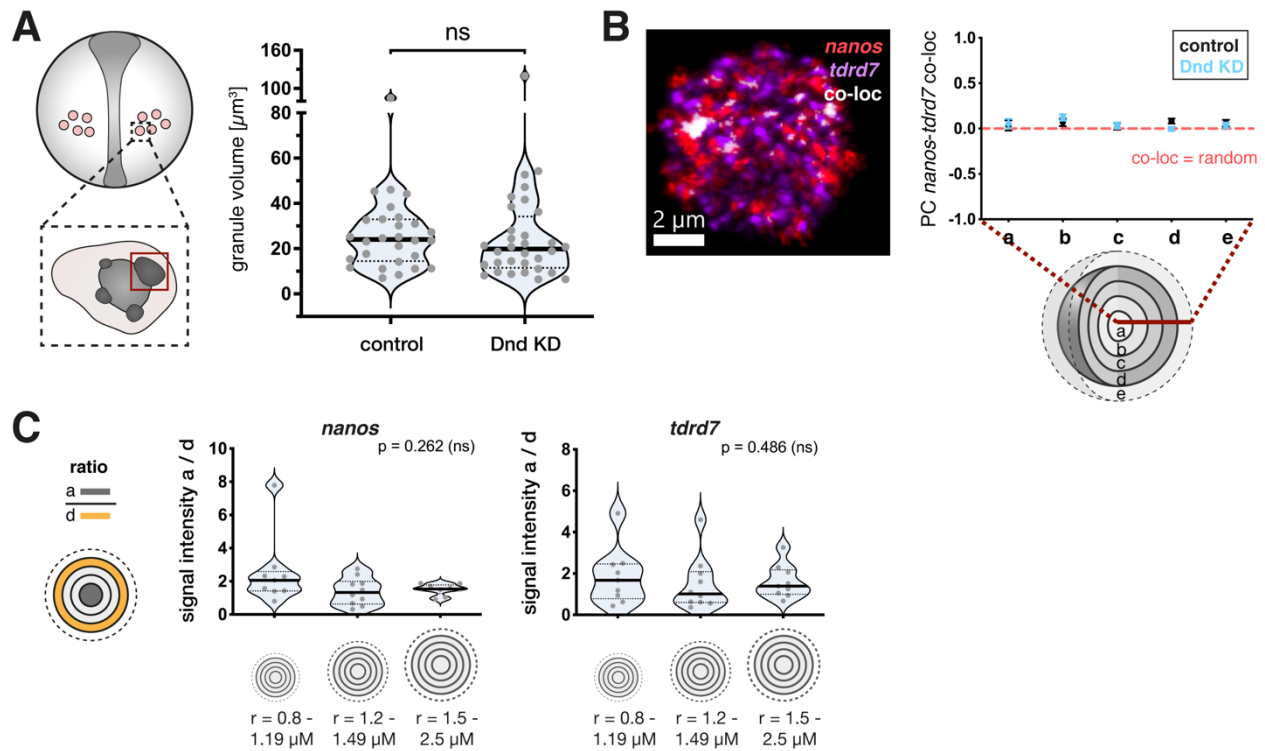 A
granule volume [µm³]
160
100
80
60
40
20
0
ns
control
Dnd KD
B
nanos
tdrd7
co-loc
2 µm
PC nanos-tdrd7 co-loc
1.0
0.5
0.0
-0.5
-1.0
control
Dnd KD
co-loc = random
a b c d e
a
b
c
d
e
C
ratio
a
d
nanos
p = 0.262 (ns)
signal intensity a / d
10
8
6
4
2
0
r = 0.8 -
1.19 µM
r = 1.2 -
1.49 µM
r = 1.5 -
2.5 µM
tdrd7
p = 0.486 (ns)
signal intensity a / d
8
6
4
2
0
r = 0.8 -
1.19 µM
r = 1.2 -
1.49 µM
r = 1.5 -
2.5 µM